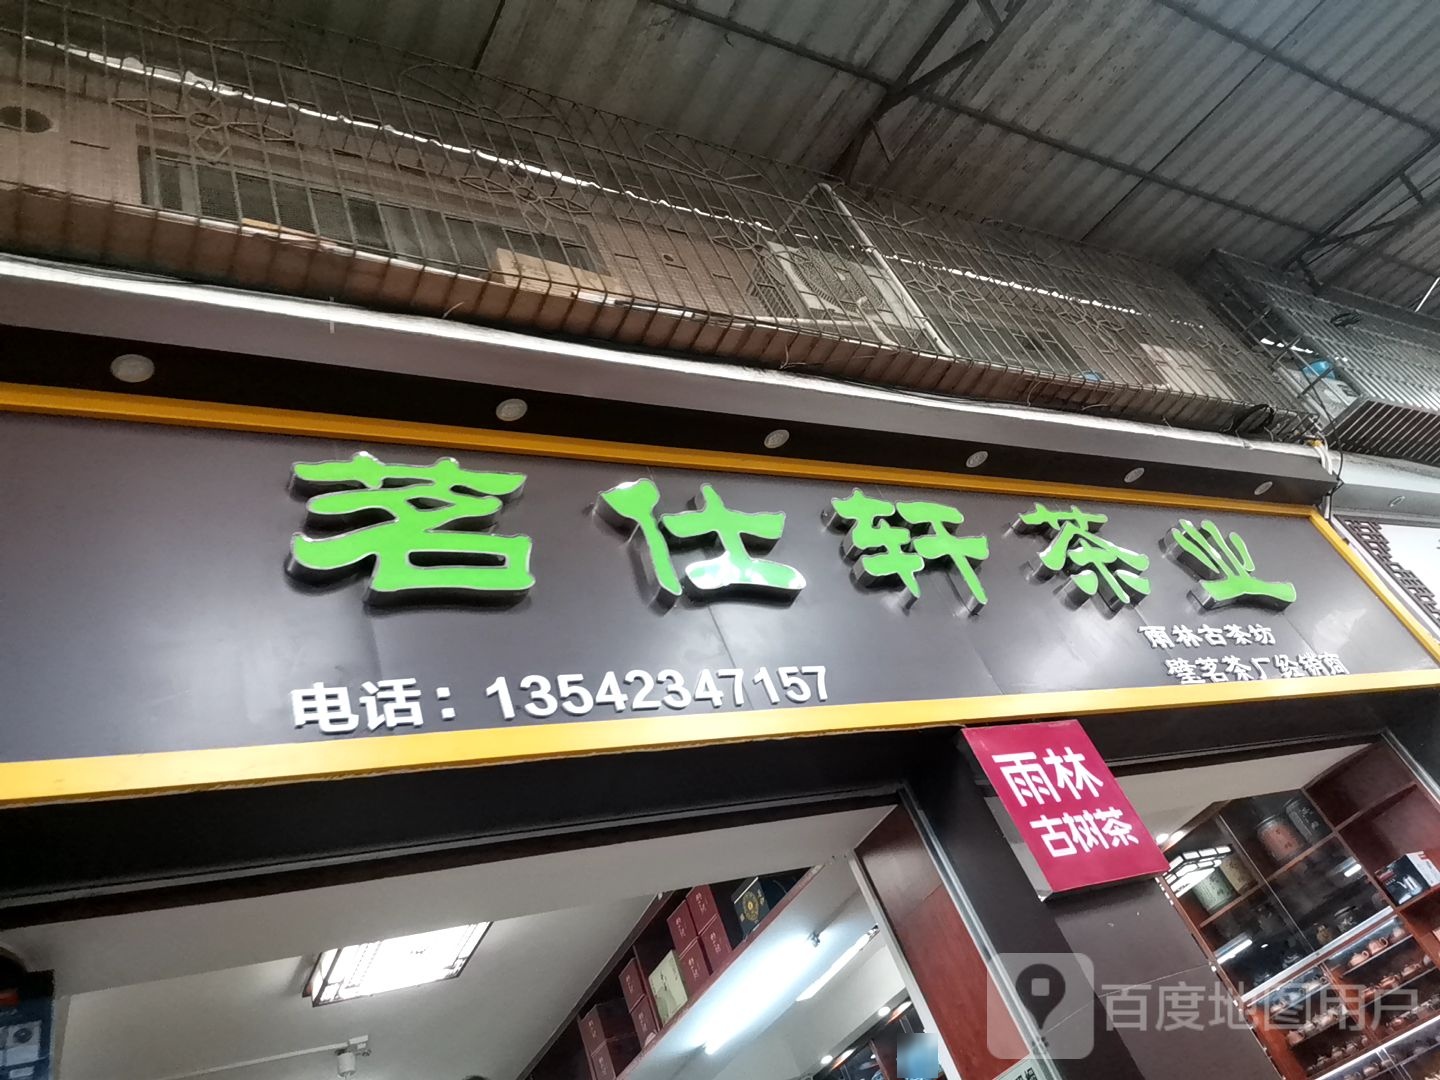 茗仕轩茶业
雨林古茶坊
肇茗茶厂经销商
电话：13542347157
雨林
古树茶
百度地图用户